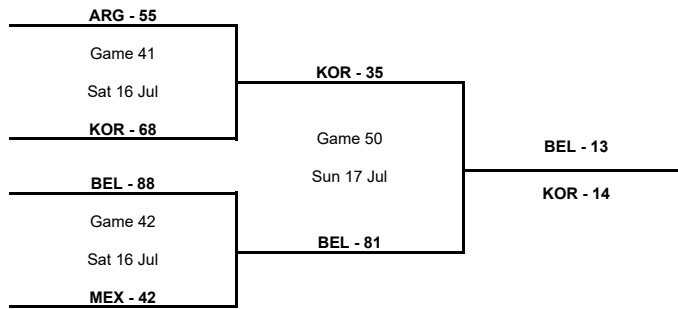 ARG - 55
Game 41
Sat 16 Jul
KOR - 68
BEL - 88
Game 42
Sat 16 Jul
MEX - 42
KOR - 35
Game 50
Sun 17 Jul
BEL - 81
BEL - 13
KOR - 14